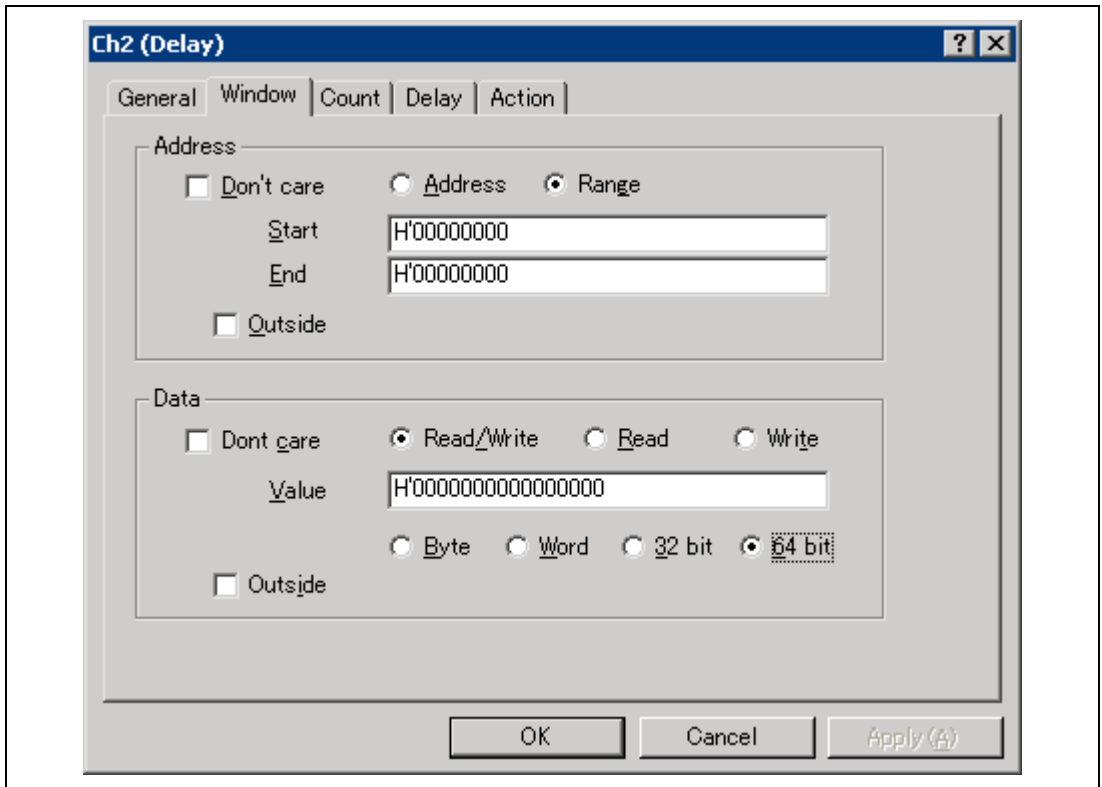 Ch2 (Delay)
General Window Count Delay Action
Address
Don't care Address Range
Start H'00000000
End H'00000000
Outside
Data
Dont care Read/Write Read Write
Value H'0000000000000000
Byte Word 32 bit 64 bit
Outside
OK Cancel Apply (A)